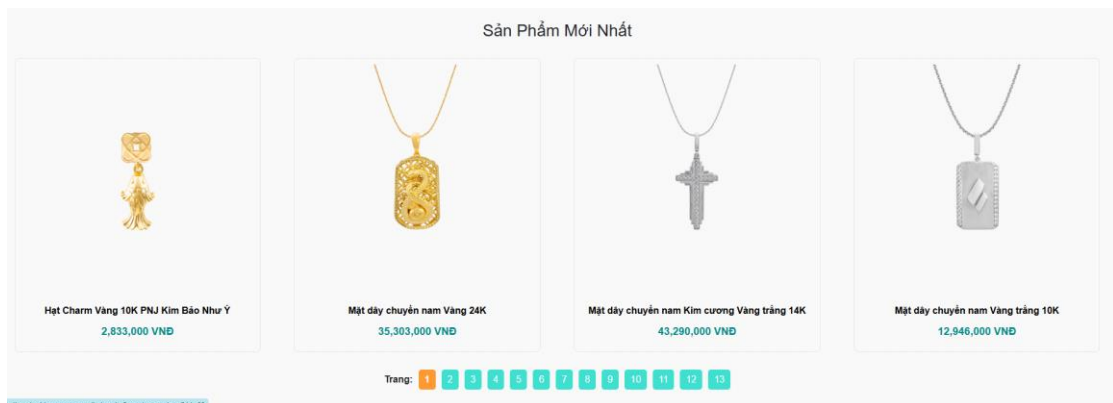 Sản Phẩm Mới Nhất
Hạt Charm Vàng 10K PNJ Kim Bảo Như Ý
2,833,000 VNĐ
Mặt dây chuyền nam Vàng 24K
35,303,000 VNĐ
Mặt dây chuyền nam Kim cương Vàng trắng 14K
43,290,000 VNĐ
Mặt dây chuyền nam Vàng trắng 10K
12,946,000 VNĐ
Trang: 1 2 3 4 5 6 7 8 9 10 11 12 13